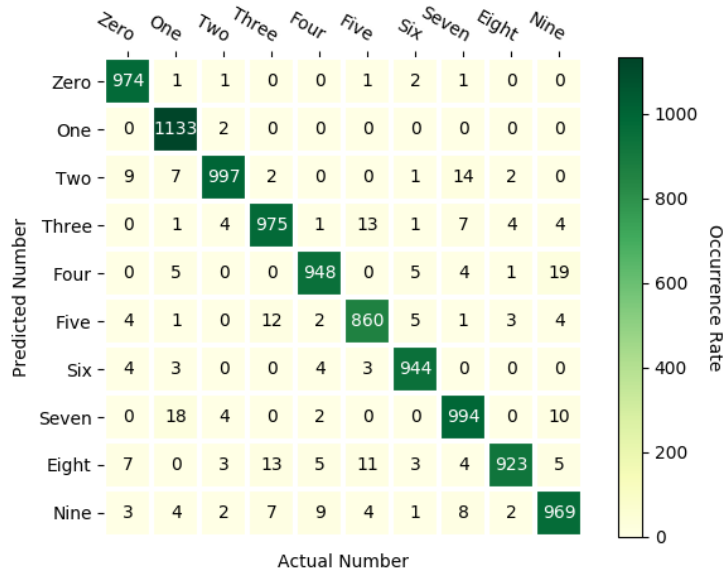 Zero One Two Three Four Five Six Seven Eight Nine
Zero 974 1 1 0 0 1 2 1 0 0
One 0 1133 2 0 0 0 0 0 0 0
Two 9 7 997 2 0 0 1 14 2 0
Three 0 1 4 975 1 13 1 7 4 4
Four 0 5 0 0 948 0 5 4 1 19
Five 4 1 0 12 2 860 5 1 3 4
Six 4 3 0 0 4 3 944 0 0 0
Seven 0 18 4 0 2 0 0 994 0 10
Eight 7 0 3 13 5 11 3 4 923 5
Nine 3 4 2 7 9 4 1 8 2 969
Predicted Number
Actual Number
1000
800
600
400
200
0
Occurrence Rate